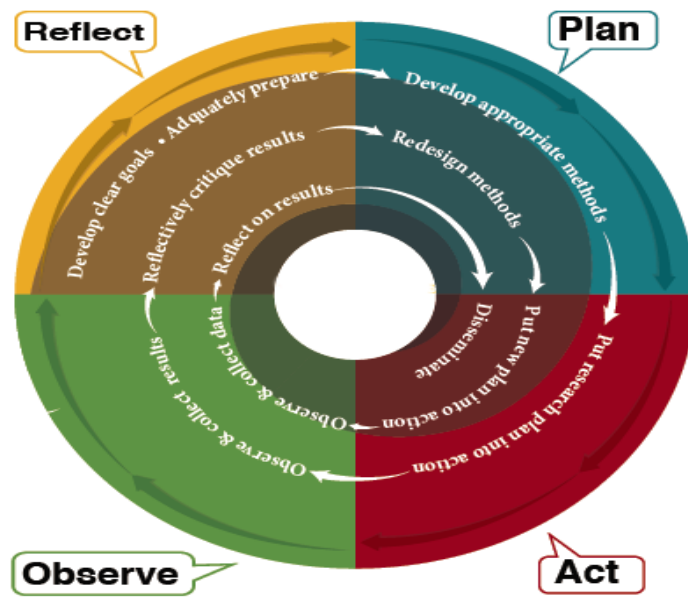 Reflect
Plan
Develop clear goals • Adquately prepare
Develop appropriate methods
Put research plan into action
Observe & collect results
Reflectively critique results
Redesign methods
Put new plan into action
Observe & collect data
Reflect on results
Disseminate
Observe
Act